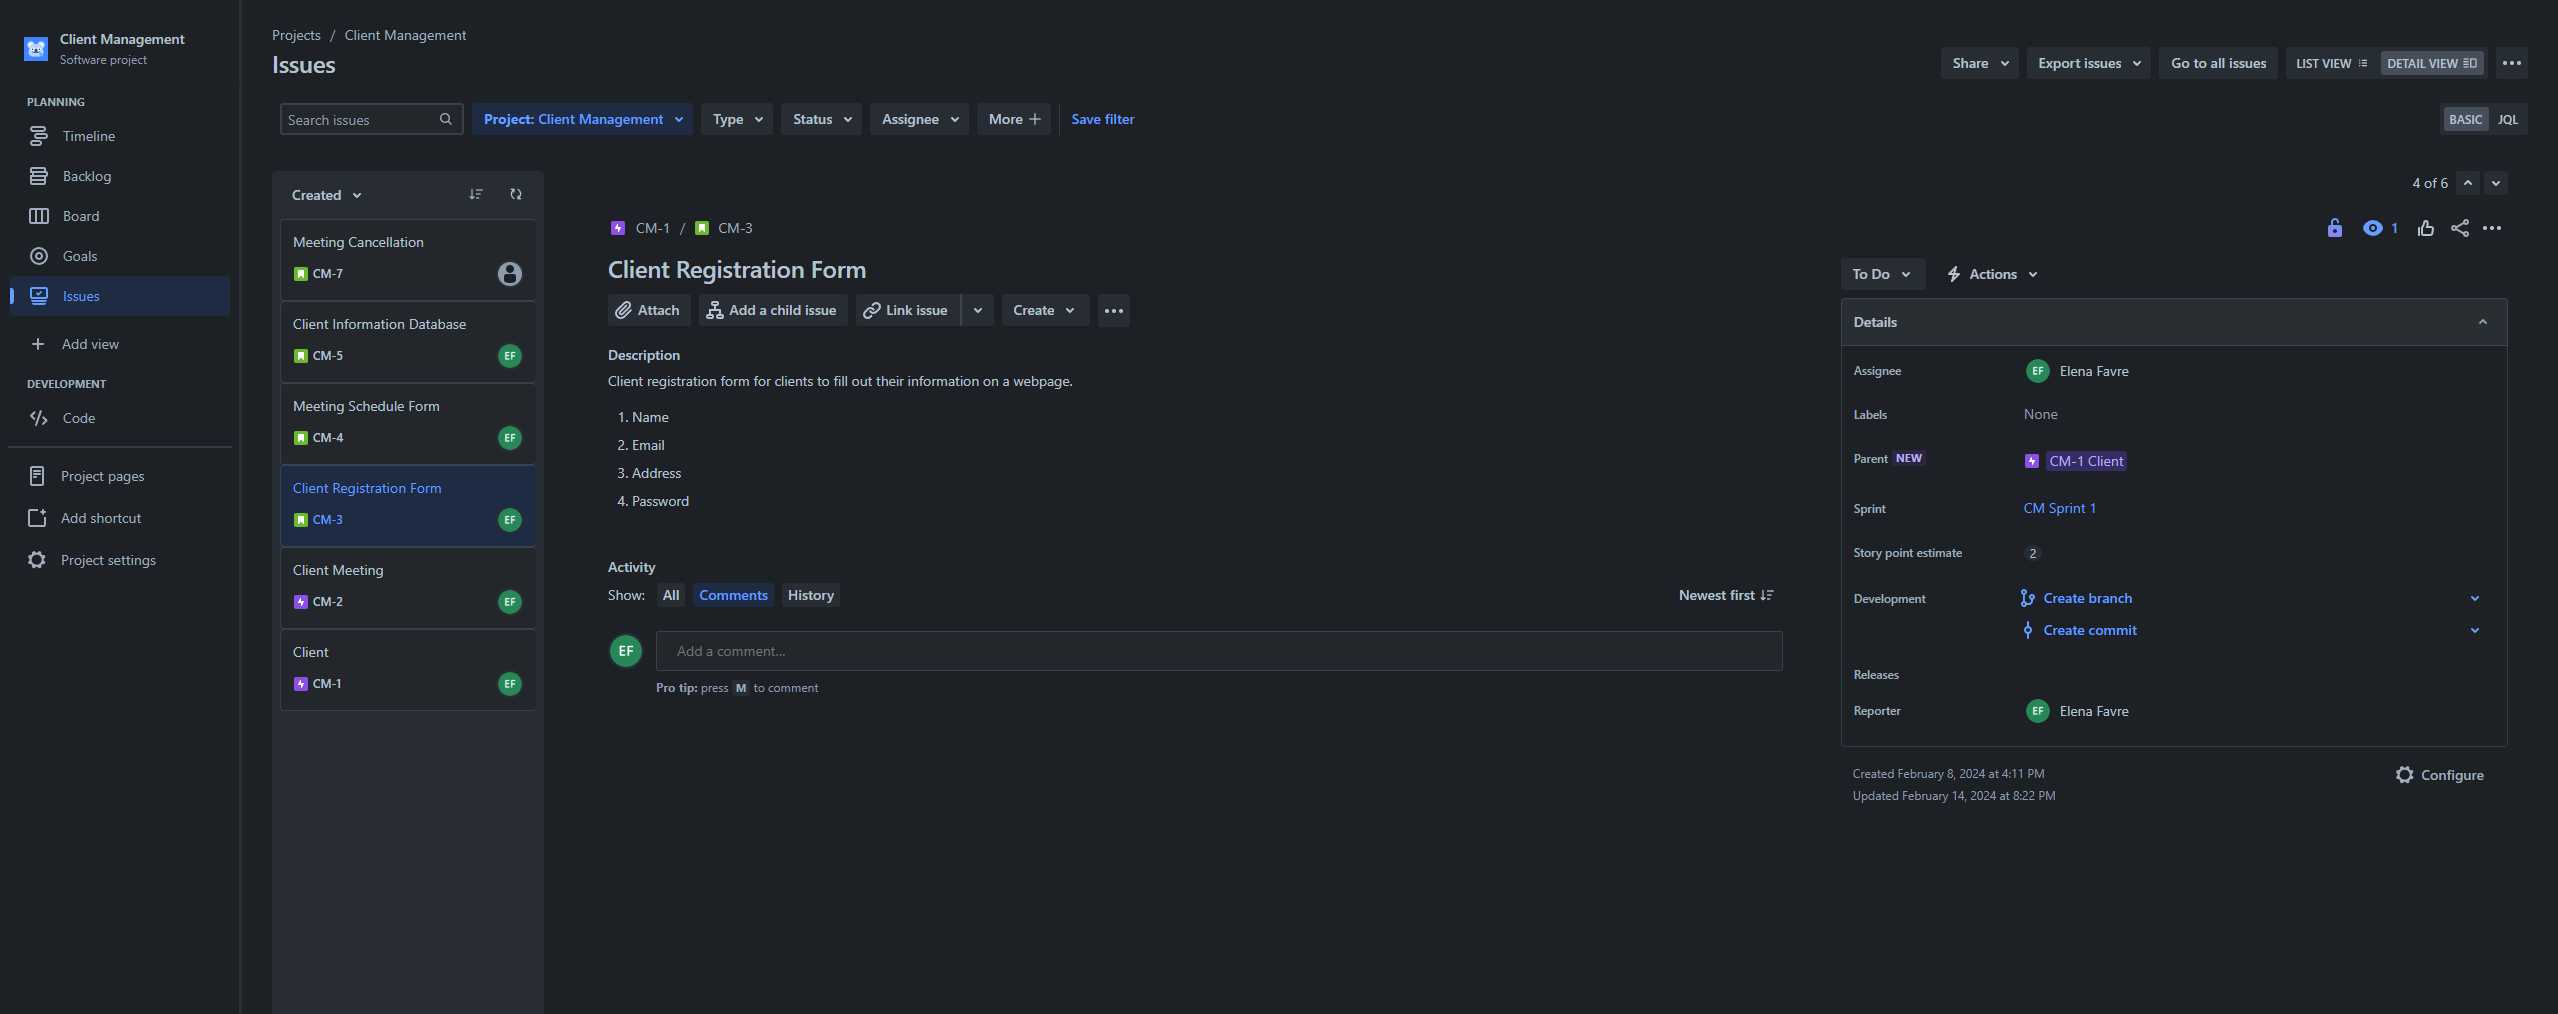 Client Management
Software project
PLANNING
Timeline
Backlog
Board
Goals
Issues
Add view
DEVELOPMENT
Code
Project pages
Add shortcut
Project settings
Projects / Client Management
Issues
Share
Export issues
Go to all issues
LIST VIEW
DETAIL VIEW
Search issues
Project: Client Management
Type
Status
Assignee
More
Save filter
BASIC
JQL
Created
Meeting Cancellation
CM-7
Client Information Database
CM-5
EF
Meeting Schedule Form
CM-4
EF
Client Registration Form
CM-3
EF
Client Meeting
CM-2
EF
Client
CM-1
EF
4 of 6
CM-1 / CM-3
1
Client Registration Form
Attach
Add a child issue
Link issue
Create
Description
Client registration form for clients to fill out their information on a webpage.
1. Name
2. Email
3. Address
4. Password
Activity
Show: All Comments History
Newest first
EF
Add a comment...
Pro tip: press M to comment
To Do
Actions
Details
Assignee
EF Elena Favre
Labels
None
Parent NEW
CM-1 Client
Sprint
CM Sprint 1
Story point estimate
2
Development
Create branch
Create commit
Releases
Reporter
EF Elena Favre
Created February 8, 2024 at 4:11 PM
Updated February 14, 2024 at 8:22 PM
Configure